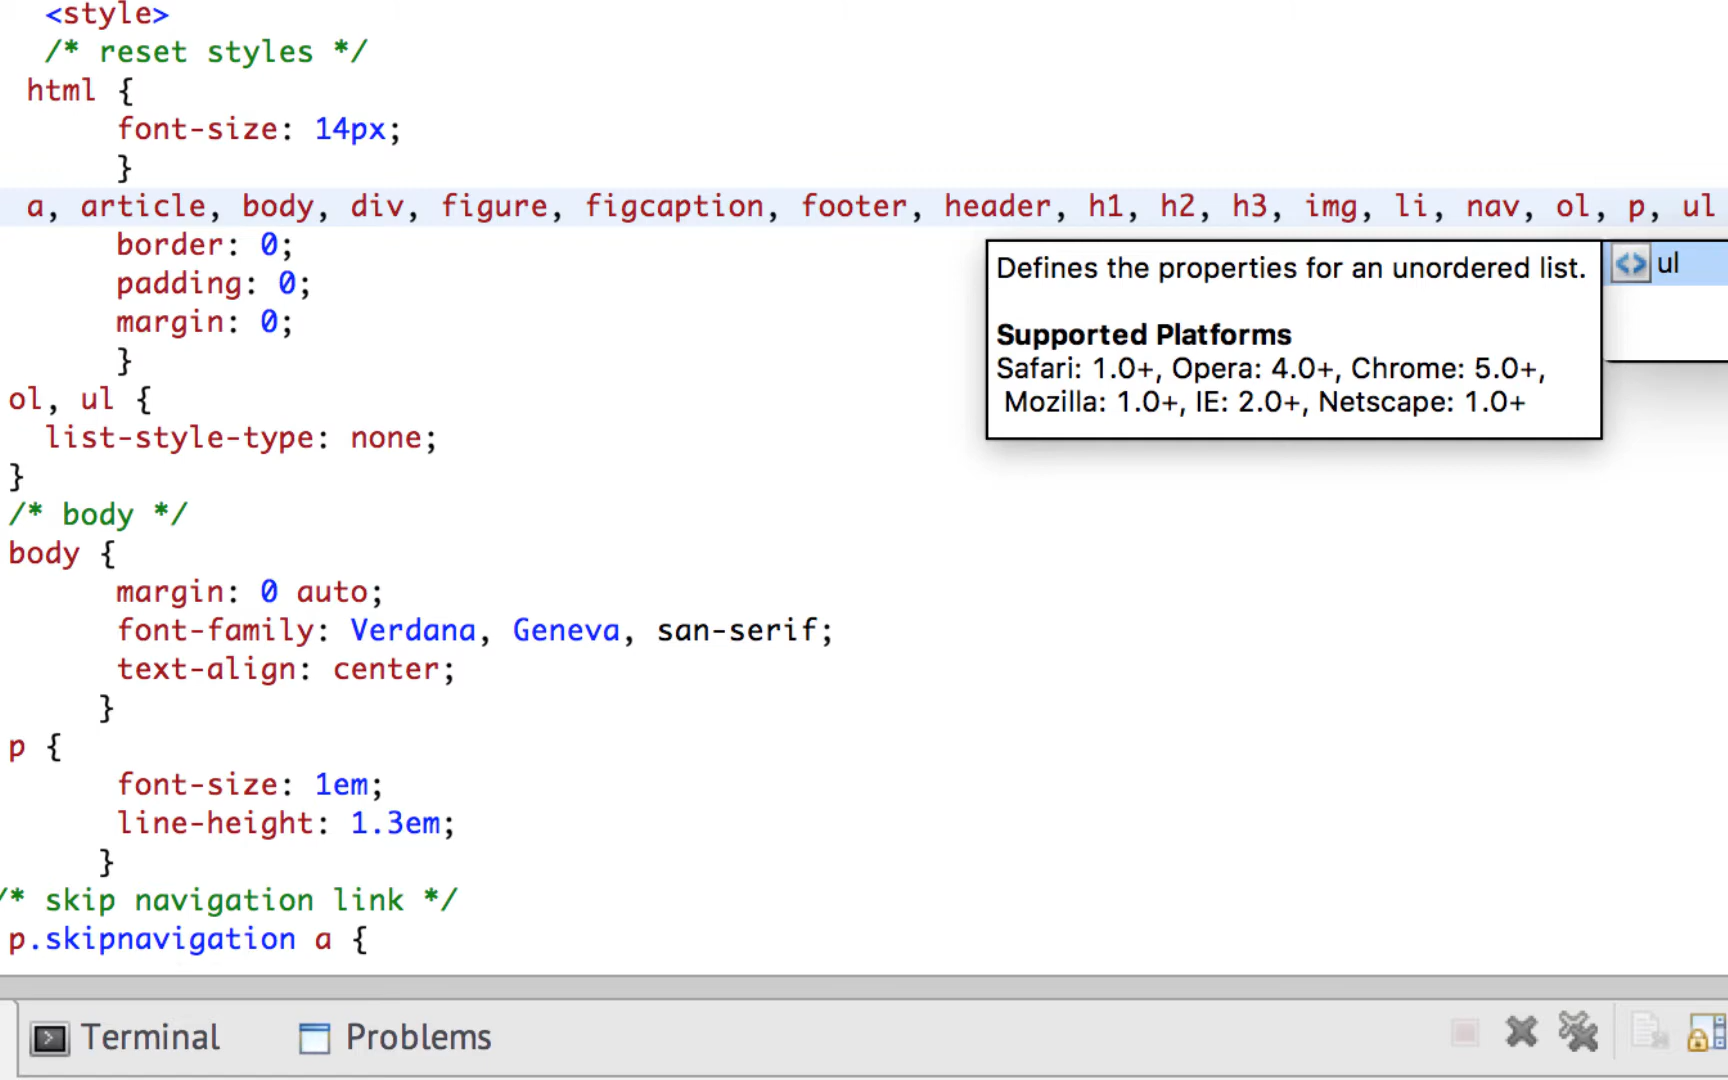 <style>
/* reset styles */
html {
font-size: 14px;
}
a, article, body, div, figure, figcaption, footer, header, h1, h2, h3, img, li, nav, ol, p, ul
border: 0;
padding: 0;
margin: 0;
}
ol, ul {
list-style-type: none;
}
/* body */
body {
margin: 0 auto;
font-family: Verdana, Geneva, san-serif;
text-align: center;
}
p {
font-size: 1em;
line-height: 1.3em;
}
/* skip navigation link */
p.skipnavigation a {
Defines the properties for an unordered list.
Supported Platforms
Safari: 1.0+, Opera: 4.0+, Chrome: 5.0+,
Mozilla: 1.0+, IE: 2.0+, Netscape: 1.0+
<> ul
Terminal
Problems